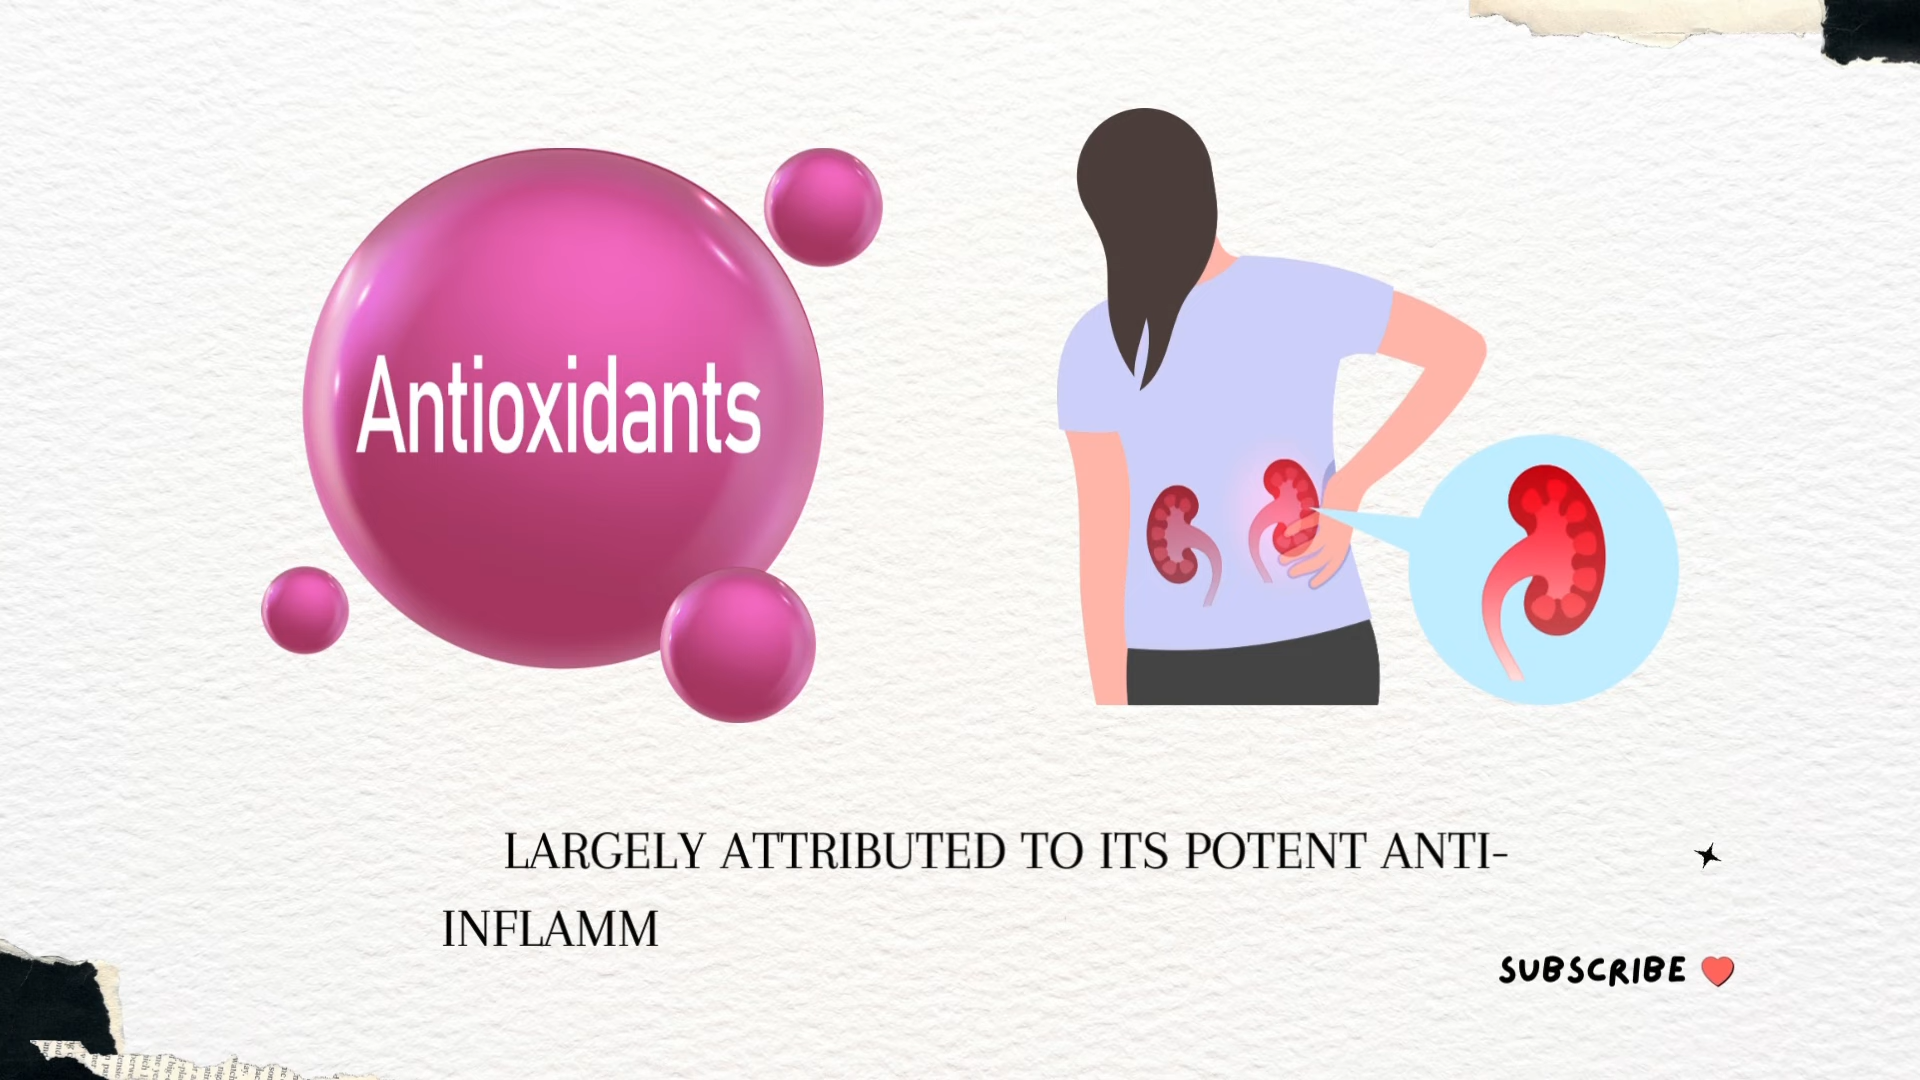 Antioxidants
LARGELY ATTRIBUTED TO ITS POTENT ANTI-
INFLAMM
SUBSCRIBE